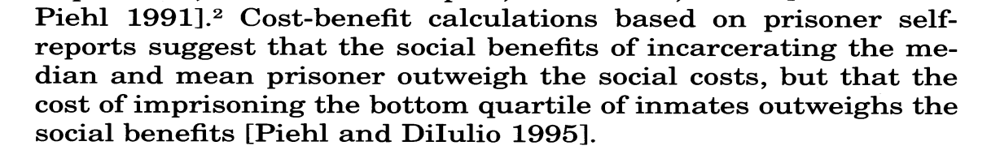 Piehl 1991].² Cost-benefit calculations based on prisoner self-
reports suggest that the social benefits of incarcerating the me-
dian and mean prisoner outweigh the social costs, but that the
cost of imprisoning the bottom quartile of inmates outweighs the
social benefits [Piehl and DiIulio 1995].